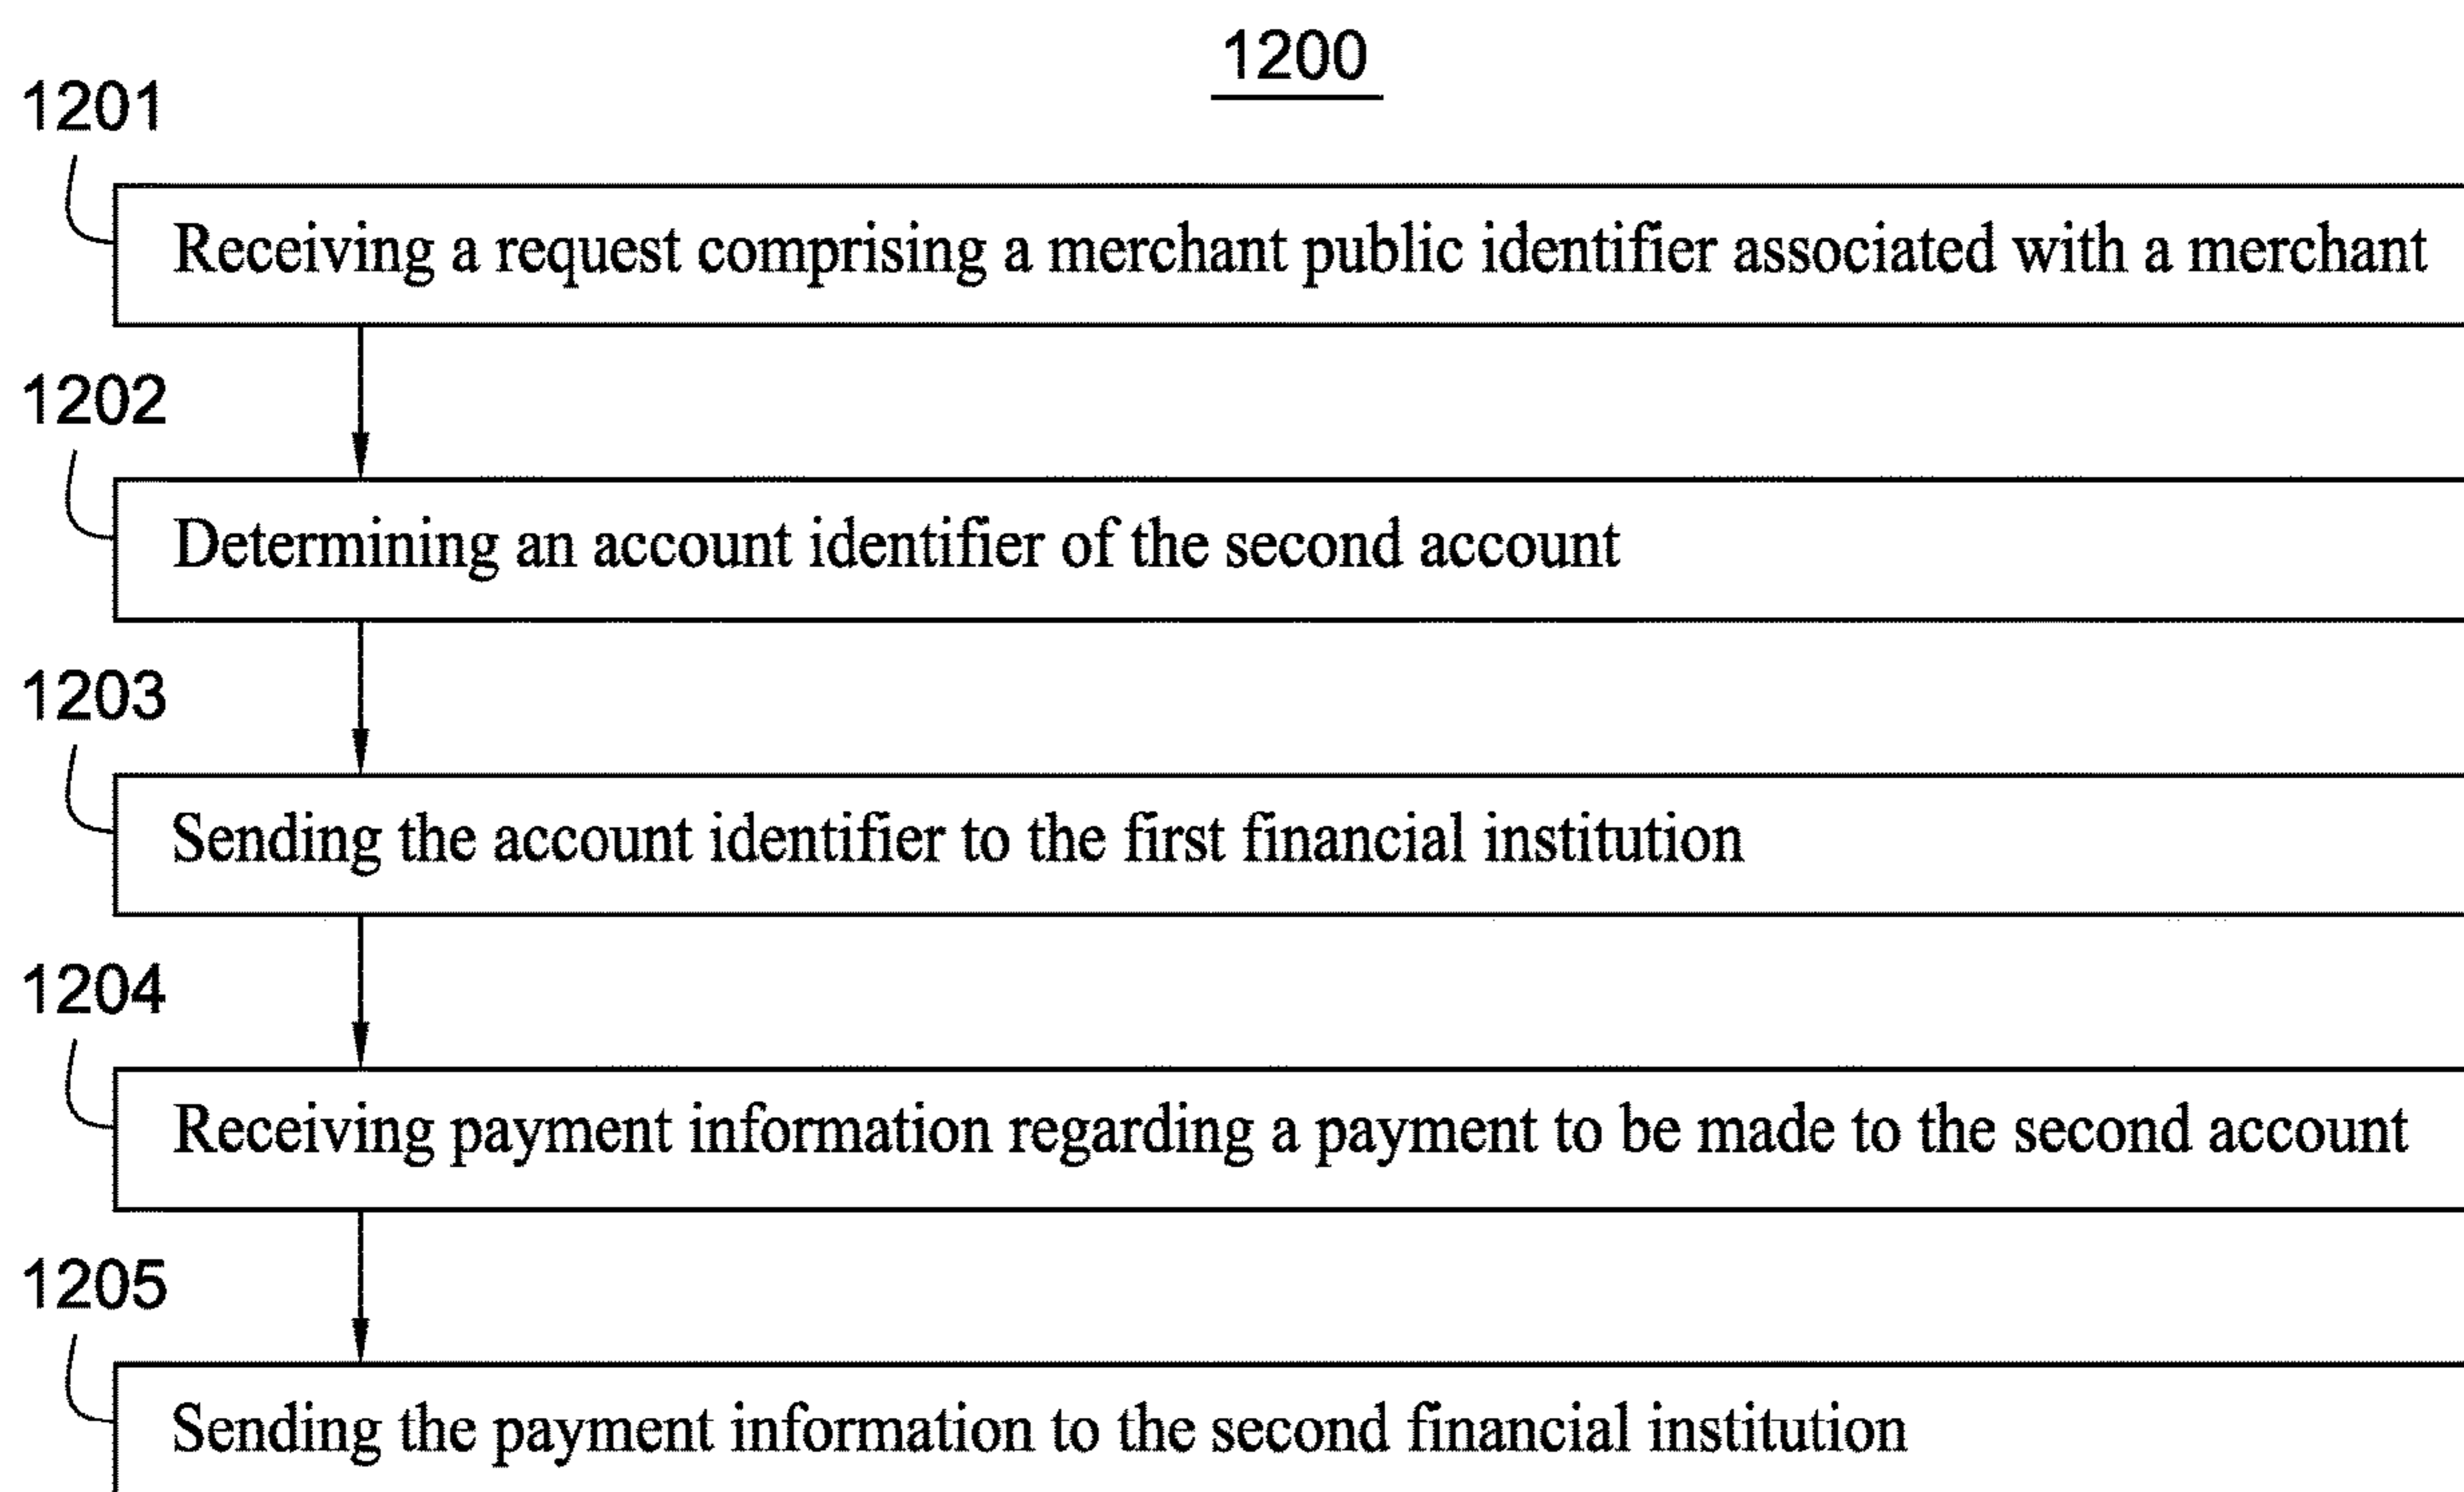 1200
1201
Receiving a request comprising a merchant public identifier associated with a merchant
1202
Determining an account identifier of the second account
1203
Sending the account identifier to the first financial institution
1204
Receiving payment information regarding a payment to be made to the second account
1205
Sending the payment information to the second financial institution